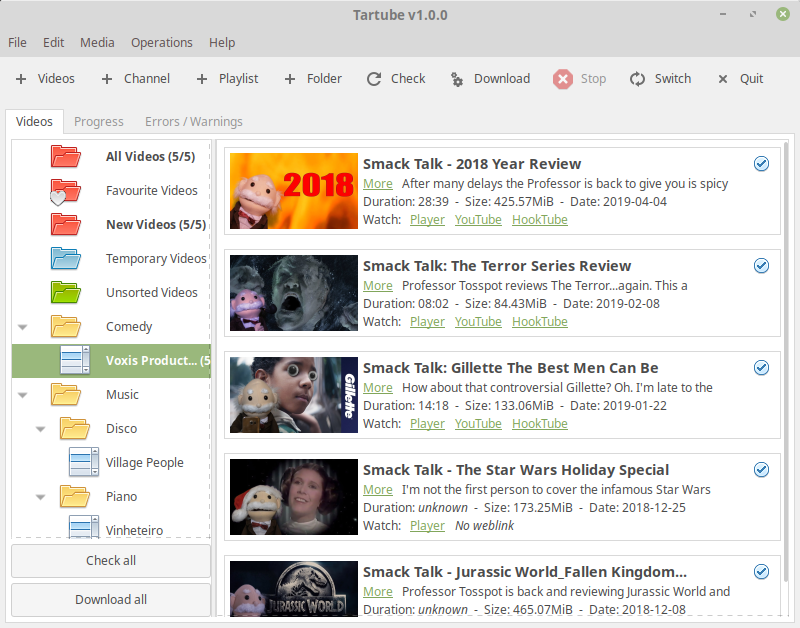 Tartube v1.0.0
File Edit Media Operations Help
Videos Channel Playlist Folder Check Download Stop Switch Quit
Videos Progress Errors / Warnings
All Videos (5/5)
Favourite Videos
New Videos (5/5)
Temporary Videos
Unsorted Videos
Comedy
Voxis Product... (5
Music
Disco
Village People
Piano
Vinheteiro
Check all
Download all
2018
Smack Talk - 2018 Year Review
More After many delays the Professor is back to give you is spicy
Duration: 28:39 - Size: 425.57MiB - Date: 2019-04-04
Watch: Player YouTube HookTube
Smack Talk: The Terror Series Review
More Professor Tosspot reviews The Terror...again. This a
Duration: 08:02 - Size: 84.43MiB - Date: 2019-02-08
Watch: Player YouTube HookTube
Gillette
Smack Talk: Gillette The Best Men Can Be
More How about that controversial Gillette? Oh. I'm late to the
Duration: 14:18 - Size: 133.06MiB - Date: 2019-01-22
Watch: Player YouTube HookTube
Smack Talk - The Star Wars Holiday Special
More I'm not the first person to cover the infamous Star Wars
Duration: unknown - Size: 173.25MiB - Date: 2018-12-25
Watch: Player No weblink
JURASSIC WORLD
Smack Talk - Jurassic World_Fallen Kingdom...
More Professor Tosspot is back and reviewing Jurassic World and
Duration: unknown - Size: 465.07MiB - Date: 2018-12-08